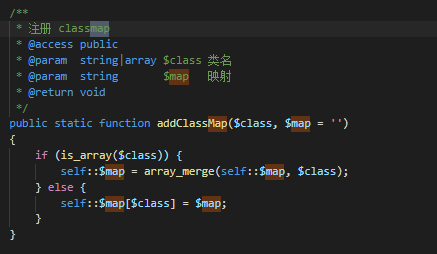 /**
 * 注册 classmap
 * @access public
 * @param  string|array $class 类名
 * @param  string       $map   映射
 * @return void
 */
public static function addClassMap($class, $map = '')
{
    if (is_array($class)) {
        self::$map = array_merge(self::$map, $class);
    } else {
        self::$map[$class] = $map;
    }
}